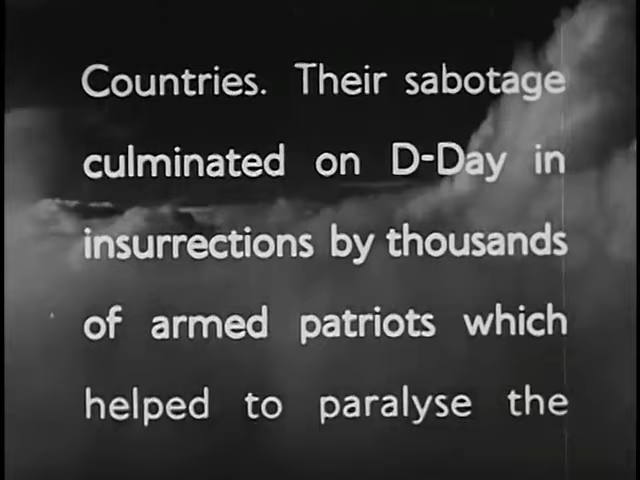 Countries. Their sabotage
culminated on D-Day in
insurrections by thousands
of armed patriots which
helped to paralyse the